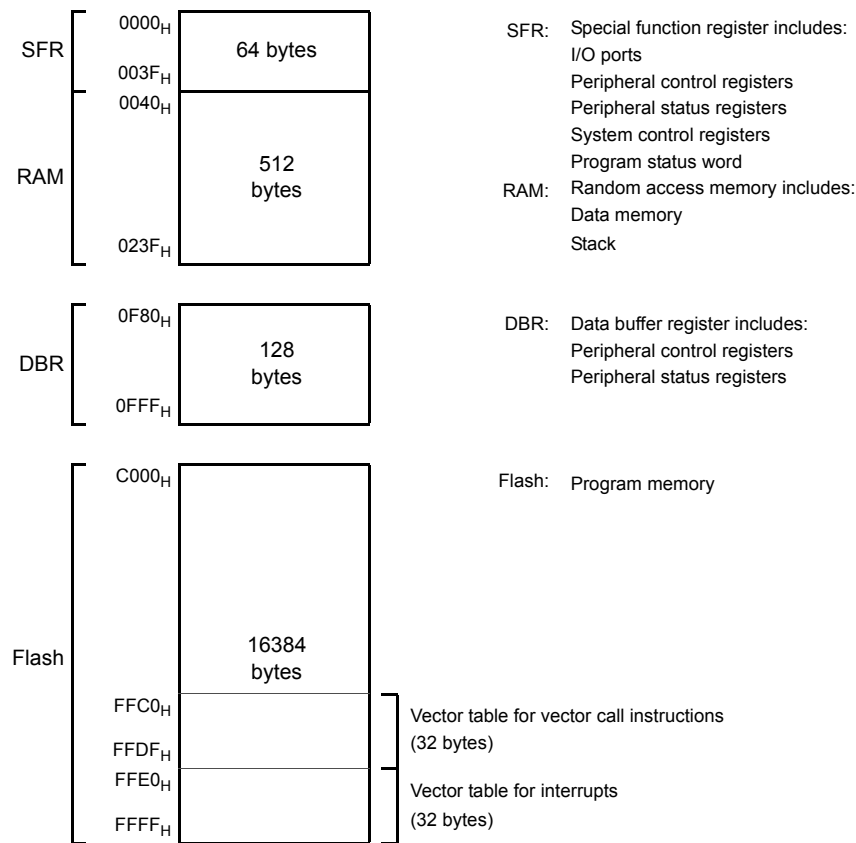 SFR
0000H
64 bytes
003FH
RAM
0040H
512
bytes
023FH
DBR
0F80H
128
bytes
0FFFH
Flash
C000H
16384
bytes
FFC0H
FFDFH
Vector table for vector call instructions
(32 bytes)
FFE0H
FFFFH
Vector table for interrupts
(32 bytes)
SFR: Special function register includes:
I/O ports
Peripheral control registers
Peripheral status registers
System control registers
Program status word
RAM: Random access memory includes:
Data memory
Stack
DBR: Data buffer register includes:
Peripheral control registers
Peripheral status registers
Flash: Program memory